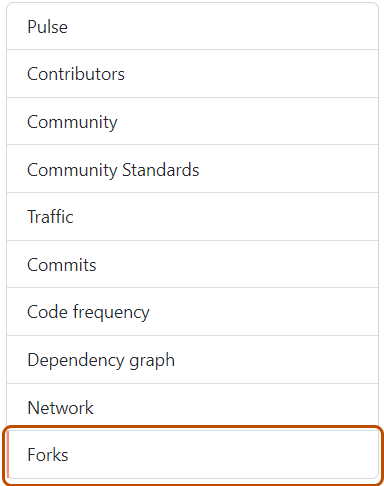 Pulse
Contributors
Community
Community Standards
Traffic
Commits
Code frequency
Dependency graph
Network
Forks